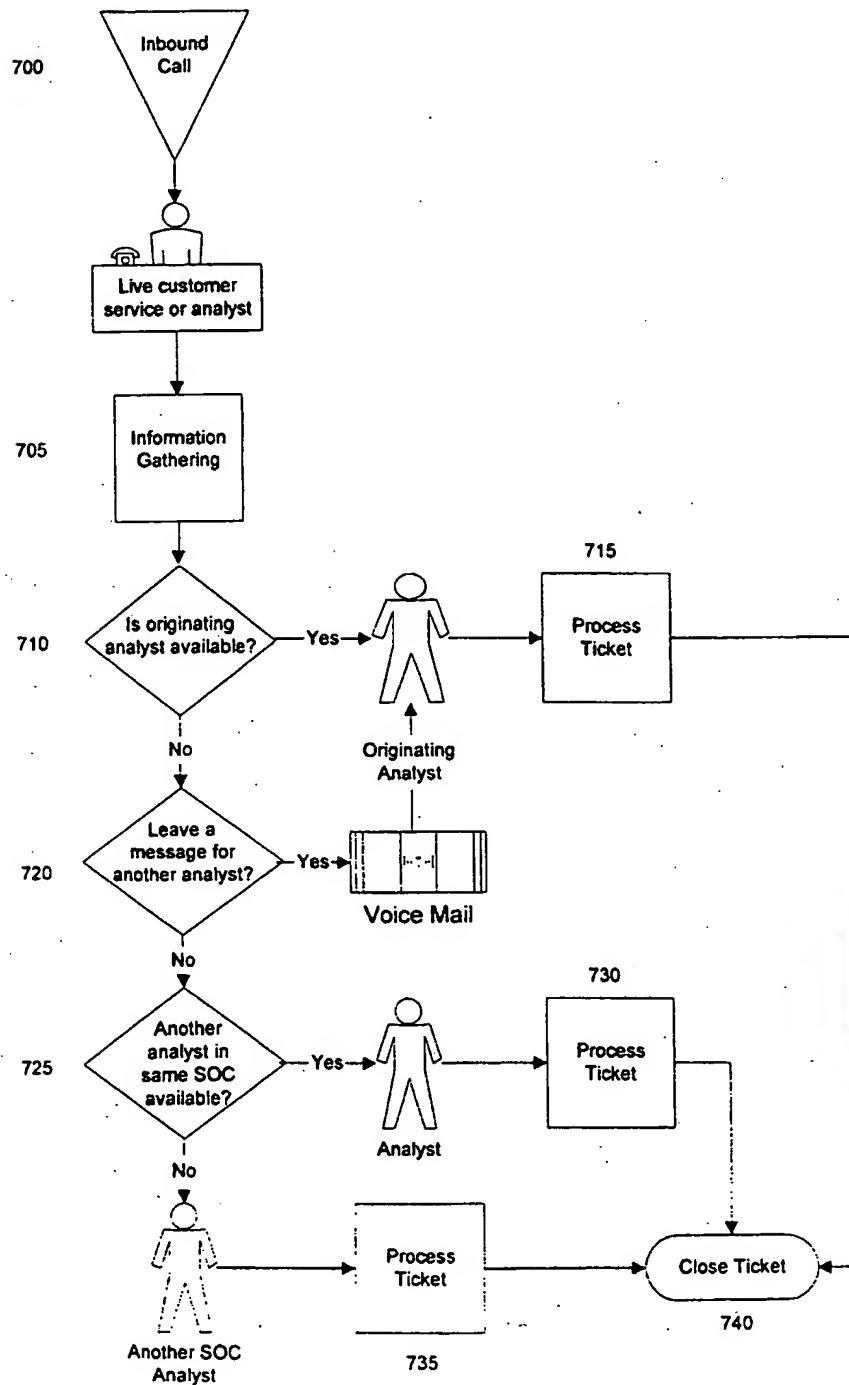 700
Inbound
Call
Live customer
service or analyst
705
Information
Gathering
710
Is originating
analyst available?
Yes
Originating
Analyst
715
Process
Ticket
No
720
Leave a
message for
another analyst?
Yes
Voice Mail
No
725
Another
analyst in
same SOC
available?
Yes
Analyst
730
Process
Ticket
No
Another SOC
Analyst
Process
Ticket
735
Close Ticket
740